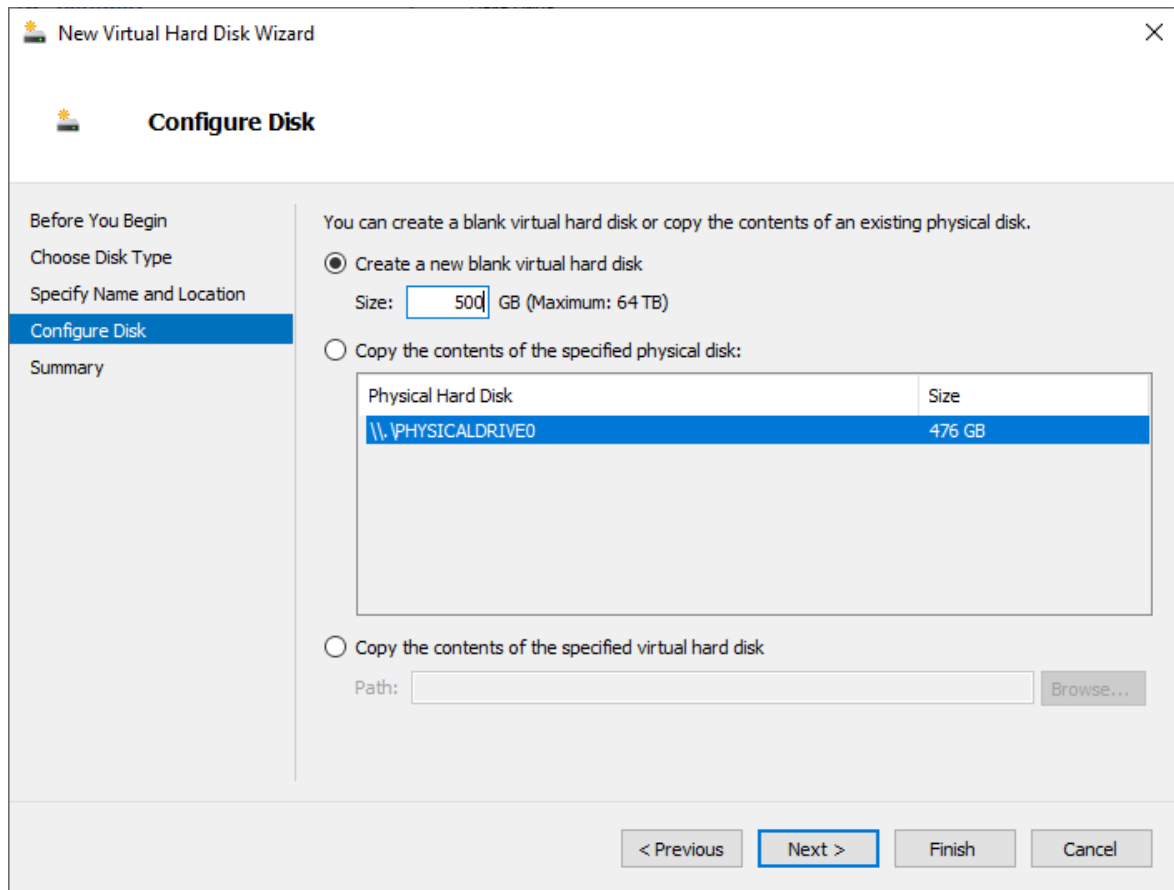 New Virtual Hard Disk Wizard
Configure Disk
Before You Begin
Choose Disk Type
Specify Name and Location
Configure Disk
Summary
You can create a blank virtual hard disk or copy the contents of an existing physical disk.
Create a new blank virtual hard disk
Size: 500 GB (Maximum: 64 TB)
Copy the contents of the specified physical disk:
Physical Hard Disk Size
\\.\PHYSICALDRIVE0 476 GB
Copy the contents of the specified virtual hard disk
Path: Browse...
< Previous Next > Finish Cancel